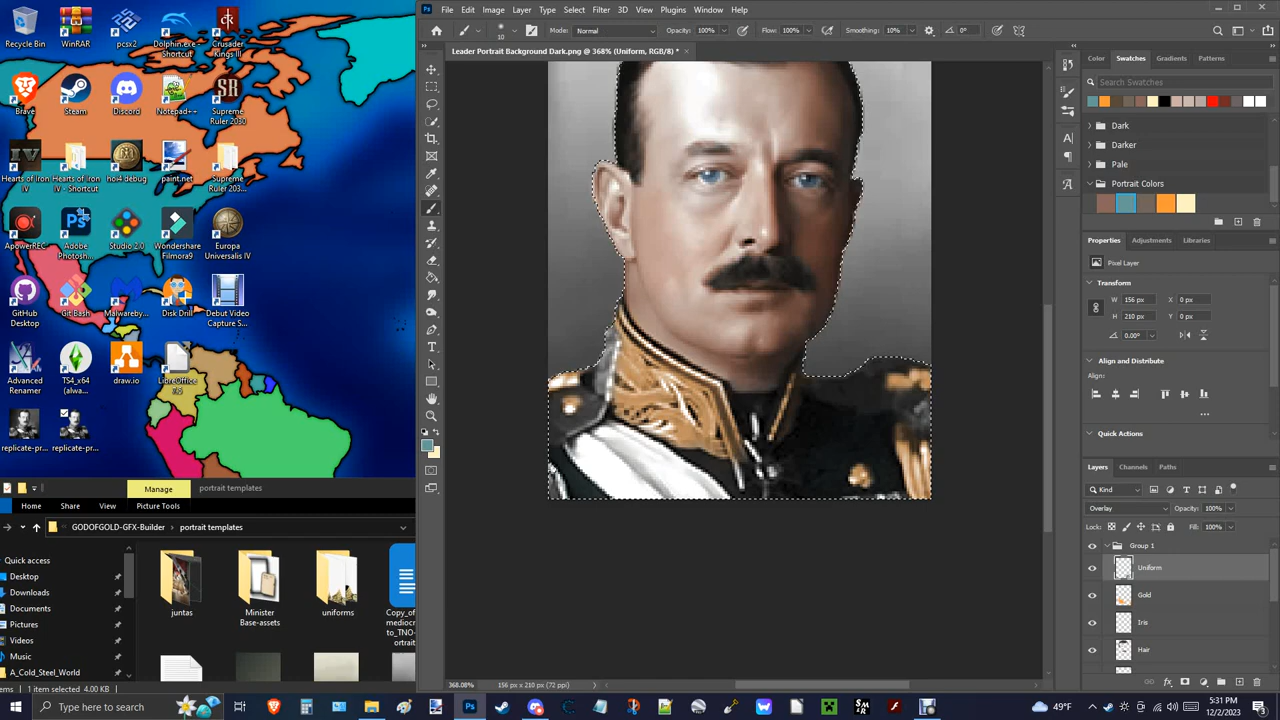 File Edit Image Layer Type Select Filter 3D View Plugins Window Help
10 Mode: Normal Opacity: 100% Flow: 100% Smoothing: 10% 0°
Leader Portrait Background Dark.png @ 368% (Uniform, RGB/8) *
Recycle Bin
WinRAR
pcsx2
Dolphin.exe - Shortcut
Crusader Kings III
Brave
Steam
Discord
Notepad++
Supreme Ruler 2030
Hearts of Iron IV
Hearts of Iron IV - Shortcut
hoi4 debug
paint.net
Supreme Ruler 203...
ApowerREC...
Adobe Photosh...
Studio 2.0
Wondershare Filmora9
Europa Universalis IV
GitHub Desktop
Git Bash
Malwareby...
Disk Drill
Debut Video Capture S...
Advanced Renamer
TS4_x64 (alwa...
draw.io
LibreOffice 7.2
replicate-pr...
replicate-pr...
Manage portrait templates
Home Share View Picture Tools
GODOFGOLD-GFX-Builder portrait templates
Quick access
Desktop
Downloads
Documents
Pictures
Videos
Music
A_Cold_Steel_World
juntas
Minister Base-assets
uniforms
Copy_of
mediocr
to_TNO-
ortrait
1 item selected 4.00 KB
368.08% 156 px x 210 px (72 ppi)
Color Swatches Gradients Patterns
Search Swatches
Dark
Darker
Pale
Portrait Colors
Properties Adjustments Libraries
Pixel Layer
Transform
W 156 px X 0 px
H 210 px Y 0 px
0.00°
Align and Distribute
Align:
Quick Actions
Layers Channels Paths
Kind
Overlay Opacity: 100%
Lock: Fill: 100%
Group 1
Uniform
Gold
Iris
Hair
Type here to search
49°F
5:31 PM
12/2/2023